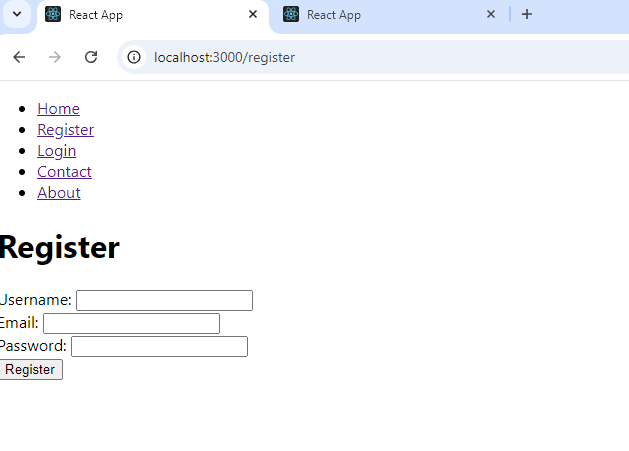 React App
React App
localhost:3000/register
Home
Register
Login
Contact
About
Register
Username:
Email:
Password:
Register